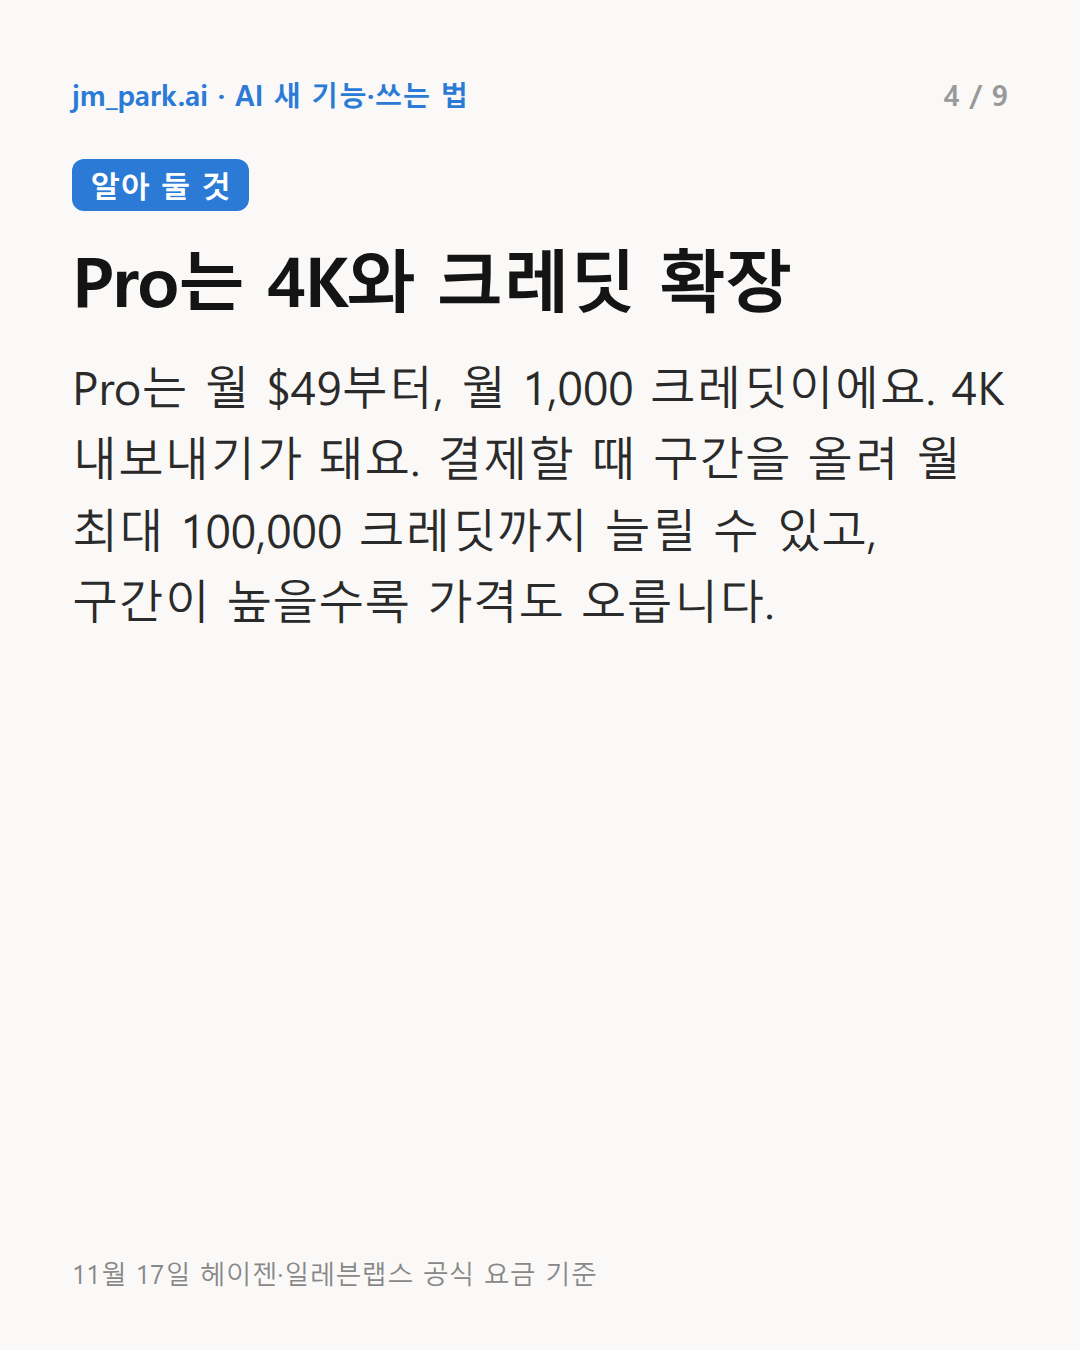 jm_park.ai · AI 새 기능·쓰는 법
4 / 9
알아 둘 것
Pro는 4K와 크레딧 확장
Pro는 월 $49부터, 월 1,000 크레딧이에요. 4K
내보내기가 돼요. 결제할 때 구간을 올려 월
최대 100,000 크레딧까지 늘릴 수 있고,
구간이 높을수록 가격도 오릅니다.
11월 17일 헤이젠·일레븐랩스 공식 요금 기준